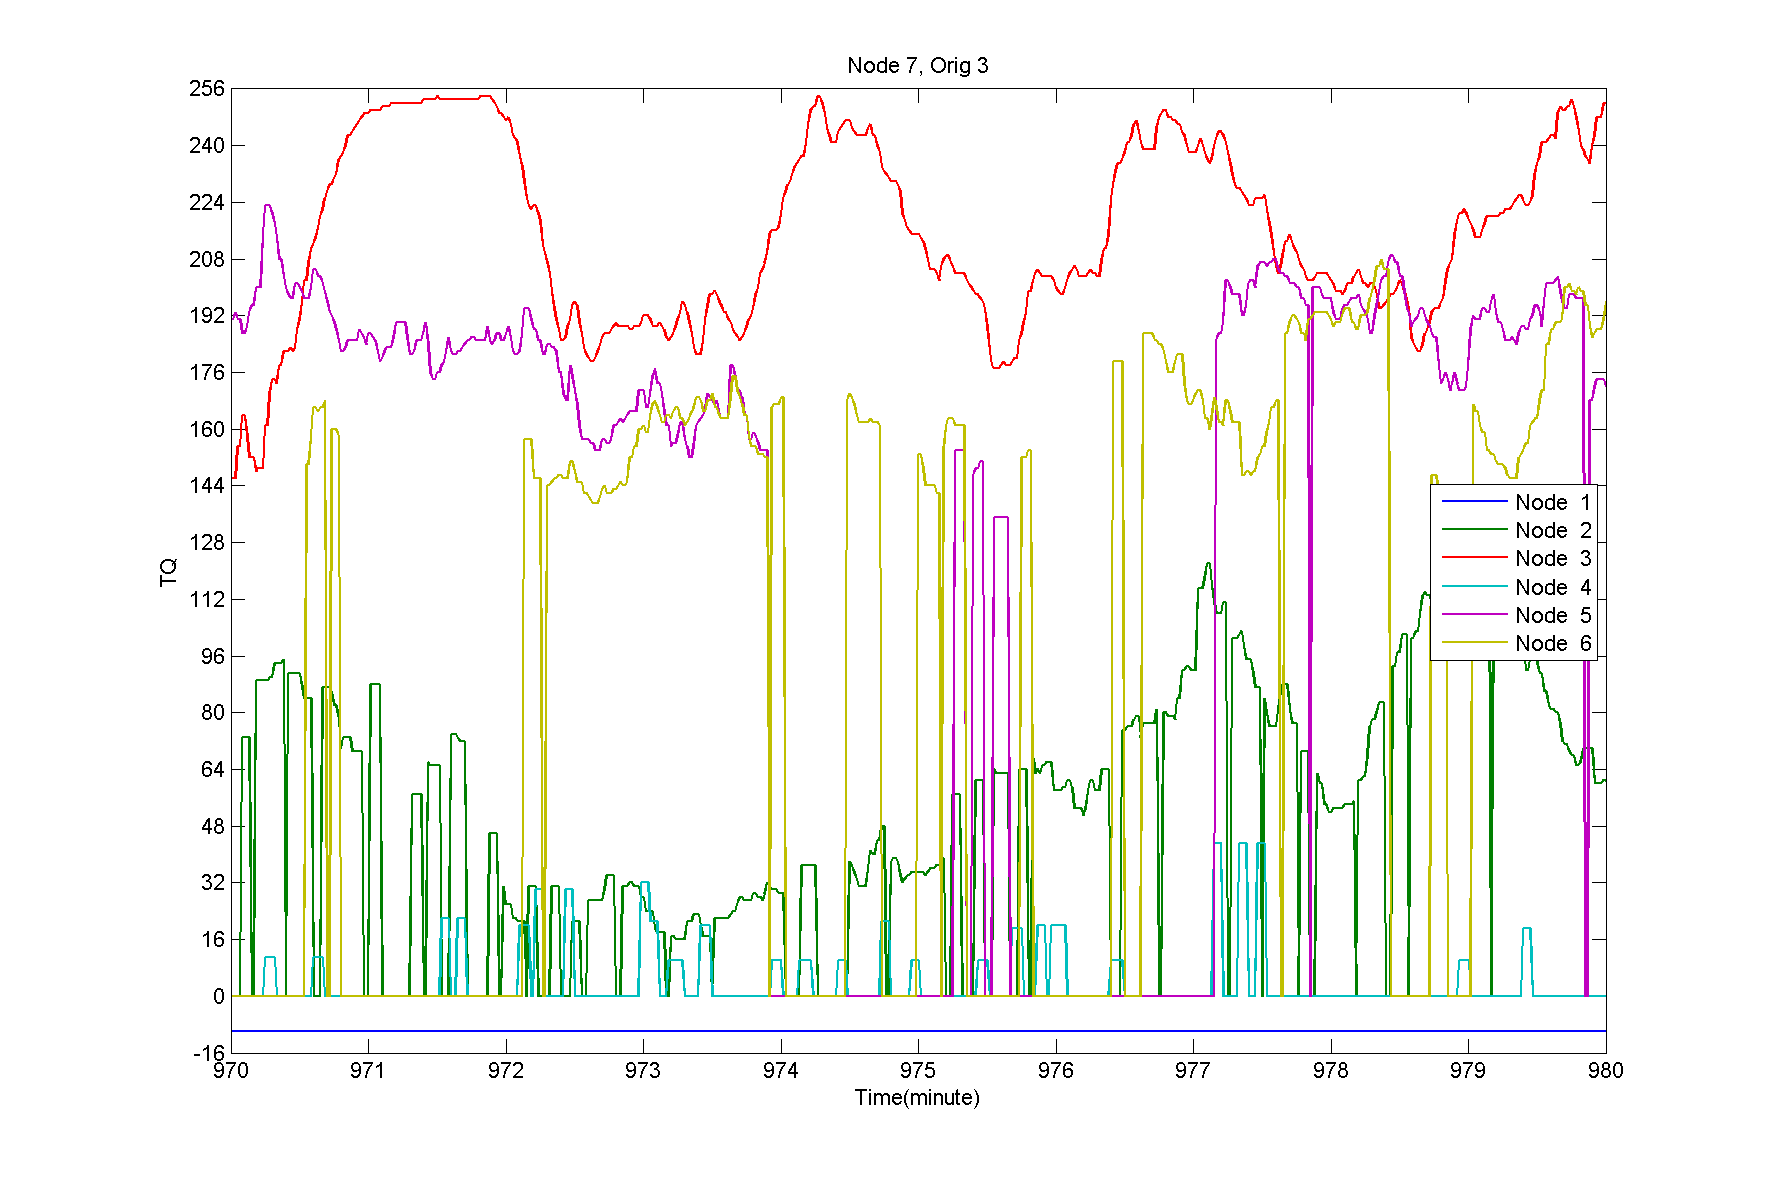 Node 7, Orig 3
256
240
224
208
192
176
160
144
128
112
96
80
64
48
32
16
0
-16
TQ
Node 1
Node 2
Node 3
Node 4
Node 5
Node 6
970 971 972 973 974 975 976 977 978 979 980
Time(minute)